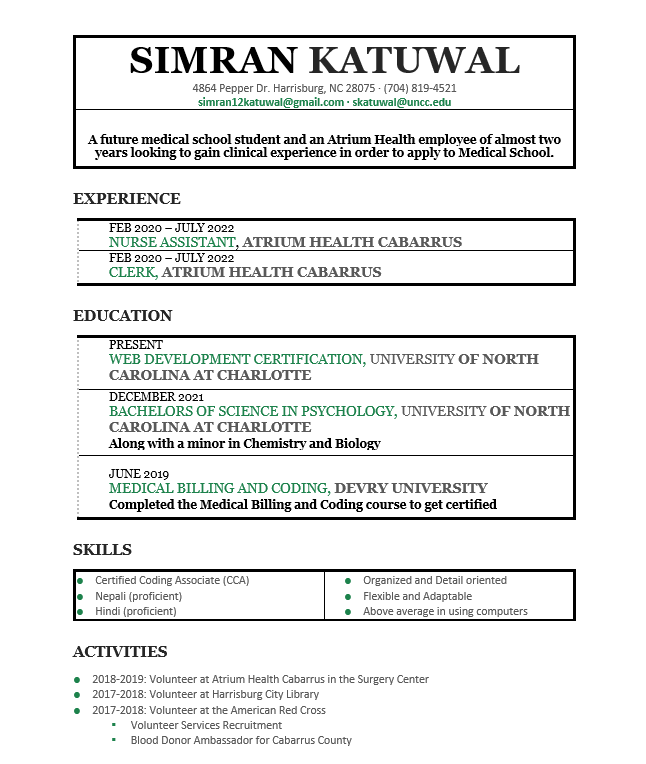 SIMRAN KATUWAL
4864 Pepper Dr. Harrisburg, NC 28075 · (704) 819-4521
simran12katuwal@gmail.com · skatuwal@uncc.edu
A future medical school student and an Atrium Health employee of almost two
years looking to gain clinical experience in order to apply to Medical School.
EXPERIENCE
FEB 2020 – JULY 2022
NURSE ASSISTANT, ATRIUM HEALTH CABARRUS
FEB 2020 – JULY 2022
CLERK, ATRIUM HEALTH CABARRUS
EDUCATION
PRESENT
WEB DEVELOPMENT CERTIFICATION, UNIVERSITY OF NORTH
CAROLINA AT CHARLOTTE
DECEMBER 2021
BACHELORS OF SCIENCE IN PSYCHOLOGY, UNIVERSITY OF NORTH
CAROLINA AT CHARLOTTE
Along with a minor in Chemistry and Biology
JUNE 2019
MEDICAL BILLING AND CODING, DEVRY UNIVERSITY
Completed the Medical Billing and Coding course to get certified
SKILLS
● Certified Coding Associate (CCA)
● Nepali (proficient)
● Hindi (proficient)
● Organized and Detail oriented
● Flexible and Adaptable
● Above average in using computers
ACTIVITIES
● 2018-2019: Volunteer at Atrium Health Cabarrus in the Surgery Center
● 2017-2018: Volunteer at Harrisburg City Library
● 2017-2018: Volunteer at the American Red Cross
▪ Volunteer Services Recruitment
▪ Blood Donor Ambassador for Cabarrus County